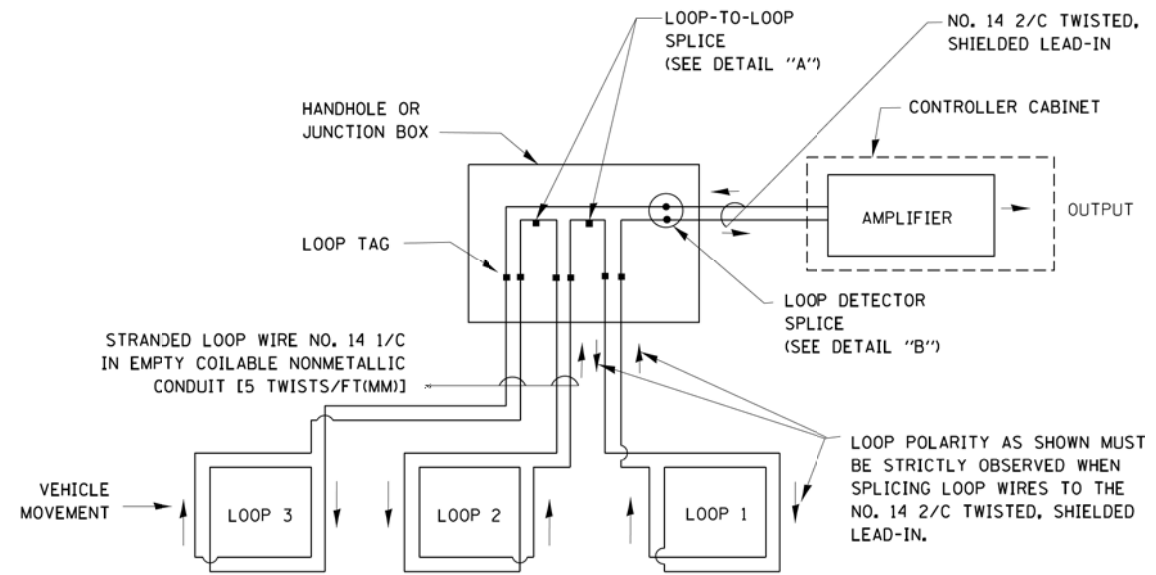 LOOP-TO-LOOP
SPLICE
(SEE DETAIL "A")
NO. 14 2/C TWISTED,
SHIELDED LEAD-IN
HANDHOLE OR
JUNCTION BOX
CONTROLLER CABINET
AMPLIFIER
OUTPUT
LOOP TAG
LOOP DETECTOR
SPLICE
(SEE DETAIL "B")
STRANDED LOOP WIRE NO. 14 1/C
IN EMPTY COILABLE NONMETALLIC
CONDUIT [5 TWISTS/FT(MM)]
LOOP POLARITY AS SHOWN MUST
BE STRICTLY OBSERVED WHEN
SPLICING LOOP WIRES TO THE
NO. 14 2/C TWISTED, SHIELDED
LEAD-IN.
VEHICLE
MOVEMENT
LOOP 3
LOOP 2
LOOP 1